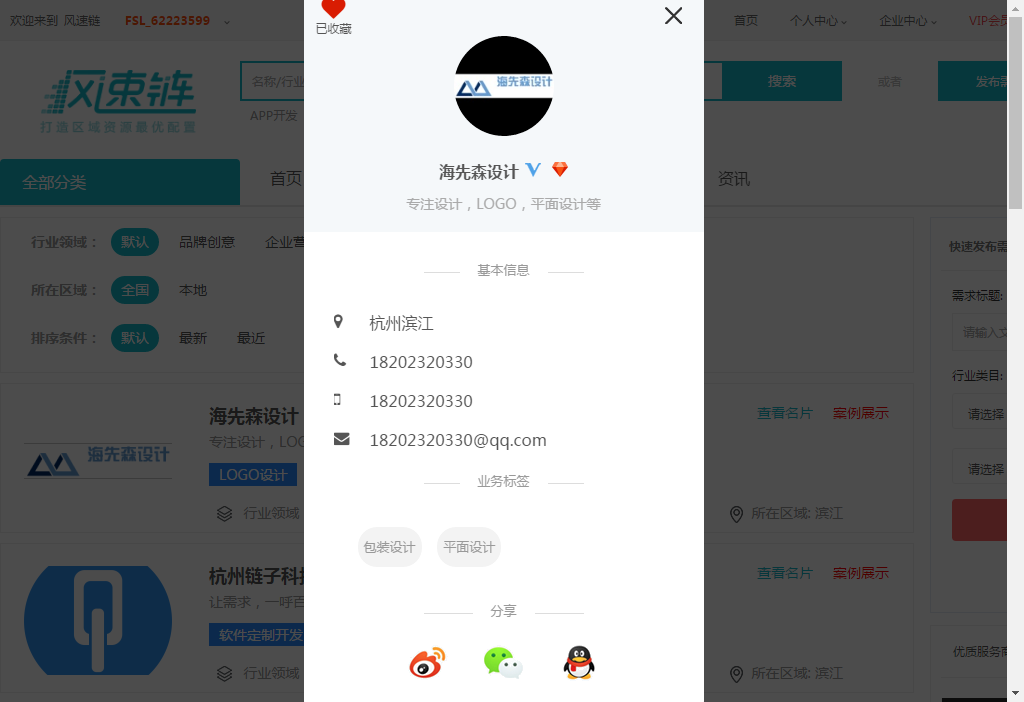 欢迎来到 风速链
FSL_62223599
首页
个人中心
企业中心
VIP会员
已收藏
风速链
打造区域资源最优配置
名称/行业
搜索
或者
发布需
APP开发
海先森设计
全部分类
首页
资讯
海先森设计
专注设计，LOGO，平面设计等
行业领域：
默认
品牌创意
企业营
所在区域：
全国
本地
排序条件：
默认
最新
最近
快速发布需
需求标题:
请输入文
行业类目:
请选择
请选择
基本信息
杭州滨江
18202320330
18202320330
18202320330@qq.com
业务标签
包装设计
平面设计
分享
海先森设计
海先森设计
专注设计，LOG
LOGO设计
行业领域
查看名片
案例展示
所在区域: 滨江
杭州链子科技
让需求，一呼百
软件定制开发
行业领域
查看名片
案例展示
所在区域: 滨江
优质服务商